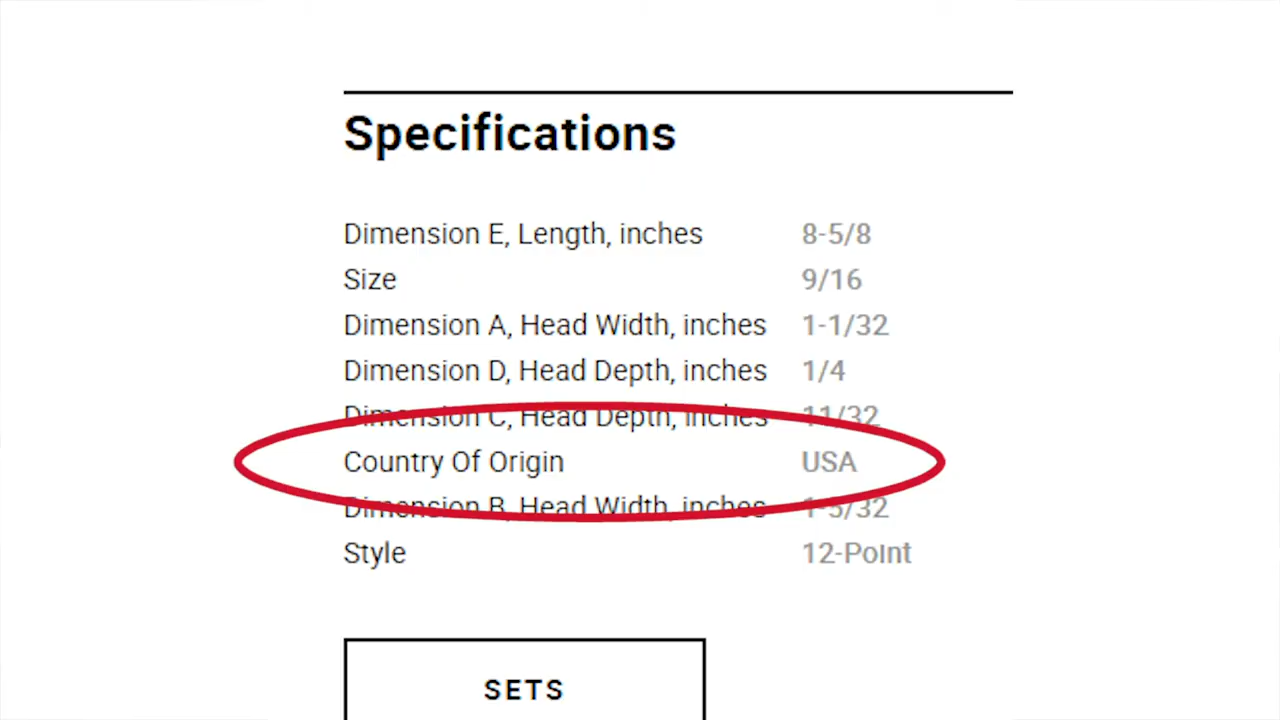 Specifications
Dimension E, Length, inches 8-5/8
Size 9/16
Dimension A, Head Width, inches 1-1/32
Dimension D, Head Depth, inches 1/4
Dimension C, Head Depth, inches 11/32
Country Of Origin USA
Dimension B, Head Width, inches 1-5/32
Style 12-Point
SETS